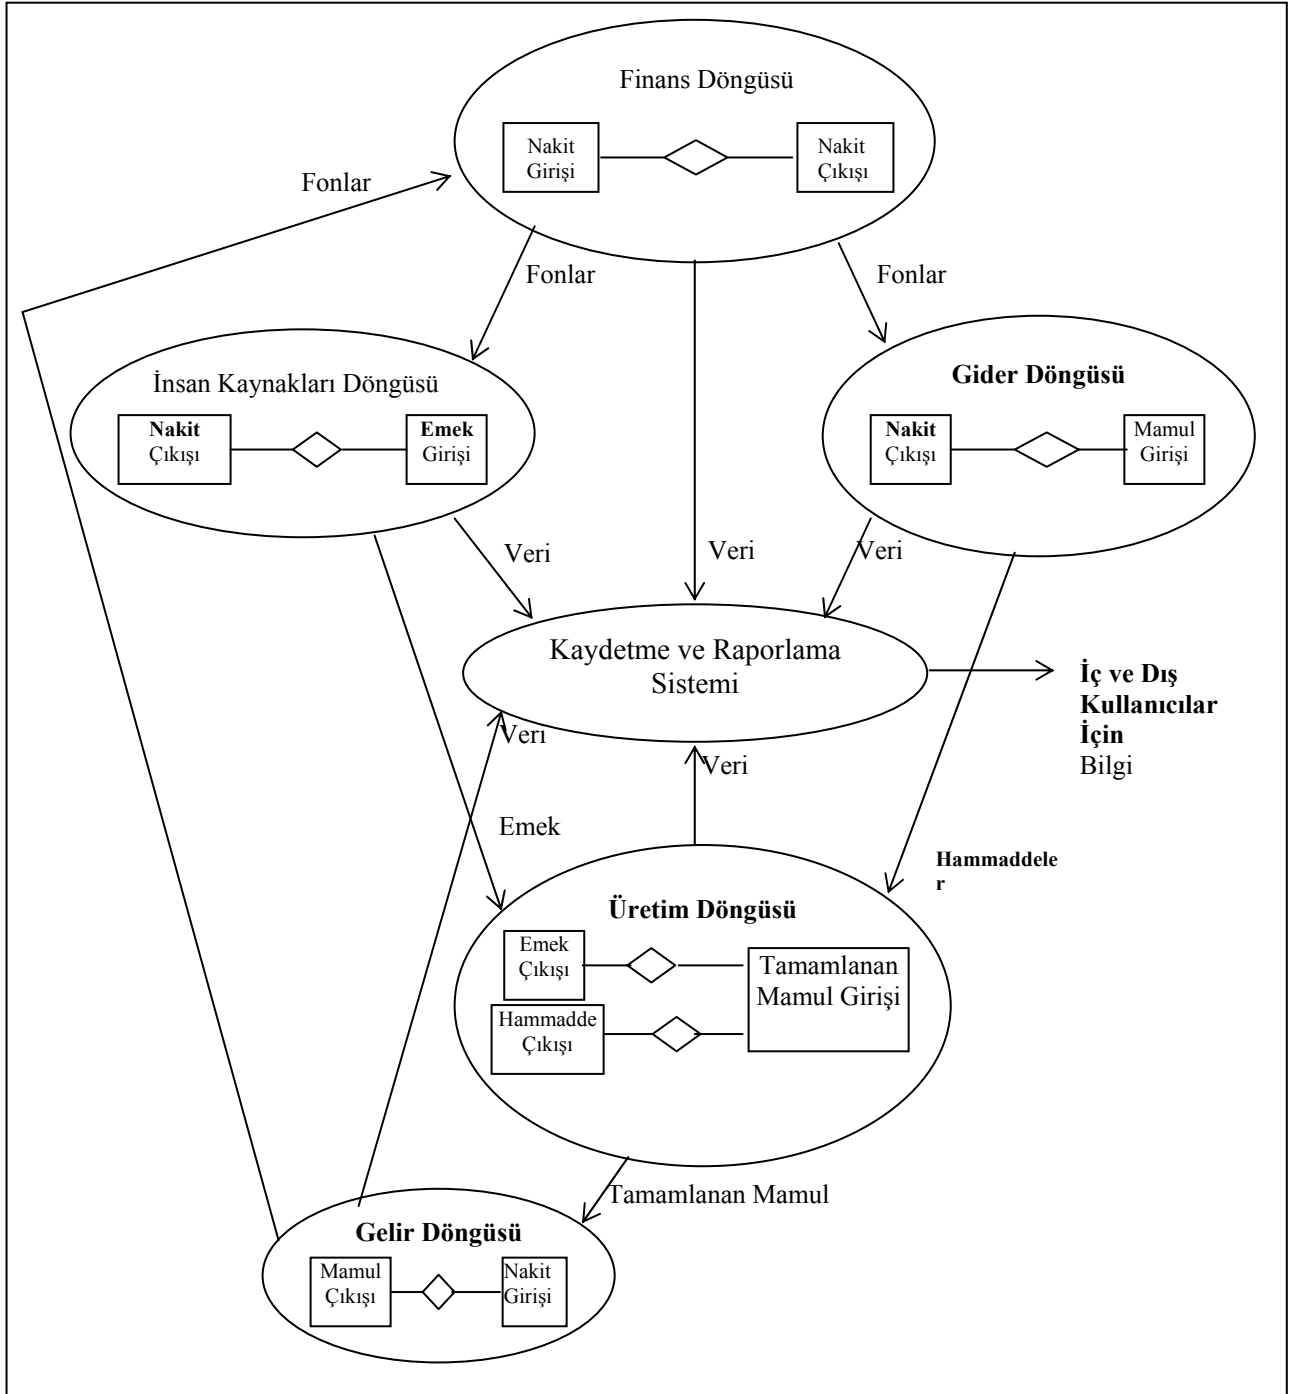 Finans Döngüsü
Nakit
Girişi
Nakit
Çıkışı
Fonlar
Fonlar
Fonlar
İnsan Kaynakları Döngüsü
Nakit
Çıkışı
Emek
Girişi
Gider Döngüsü
Nakit
Çıkışı
Mamul
Girişi
Veri
Veri
Veri
Kaydetme ve Raporlama
Sistemi
İç ve Dış
Kullanıcılar
İçin
Bilgi
Veri
Veri
Emek
Hammaddele
r
Üretim Döngüsü
Emek
Çıkışı
Tamamlanan
Mamul Girişi
Hammadde
Çıkışı
Tamamlanan Mamul
Gelir Döngüsü
Mamul
Çıkışı
Nakit
Girişi